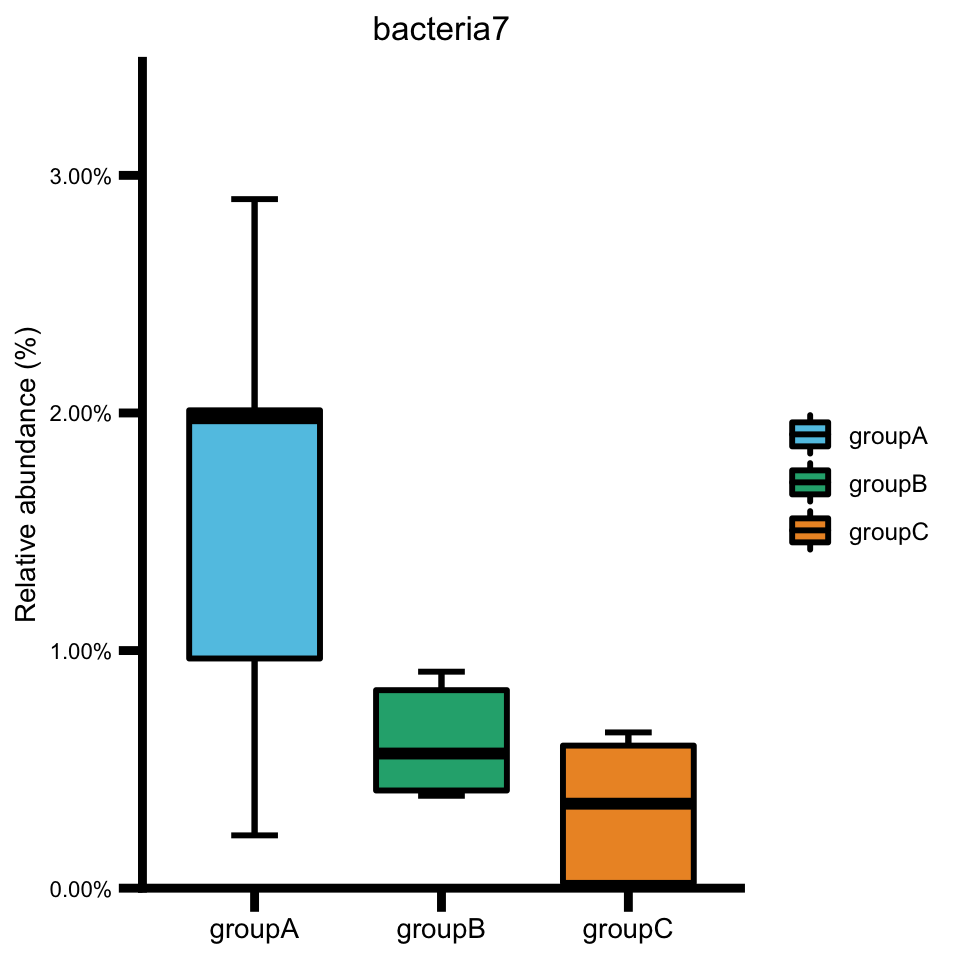 bacteria7
Relative abundance (%)
3.00%
2.00%
1.00%
0.00%
groupA
groupB
groupC
groupA
groupB
groupC